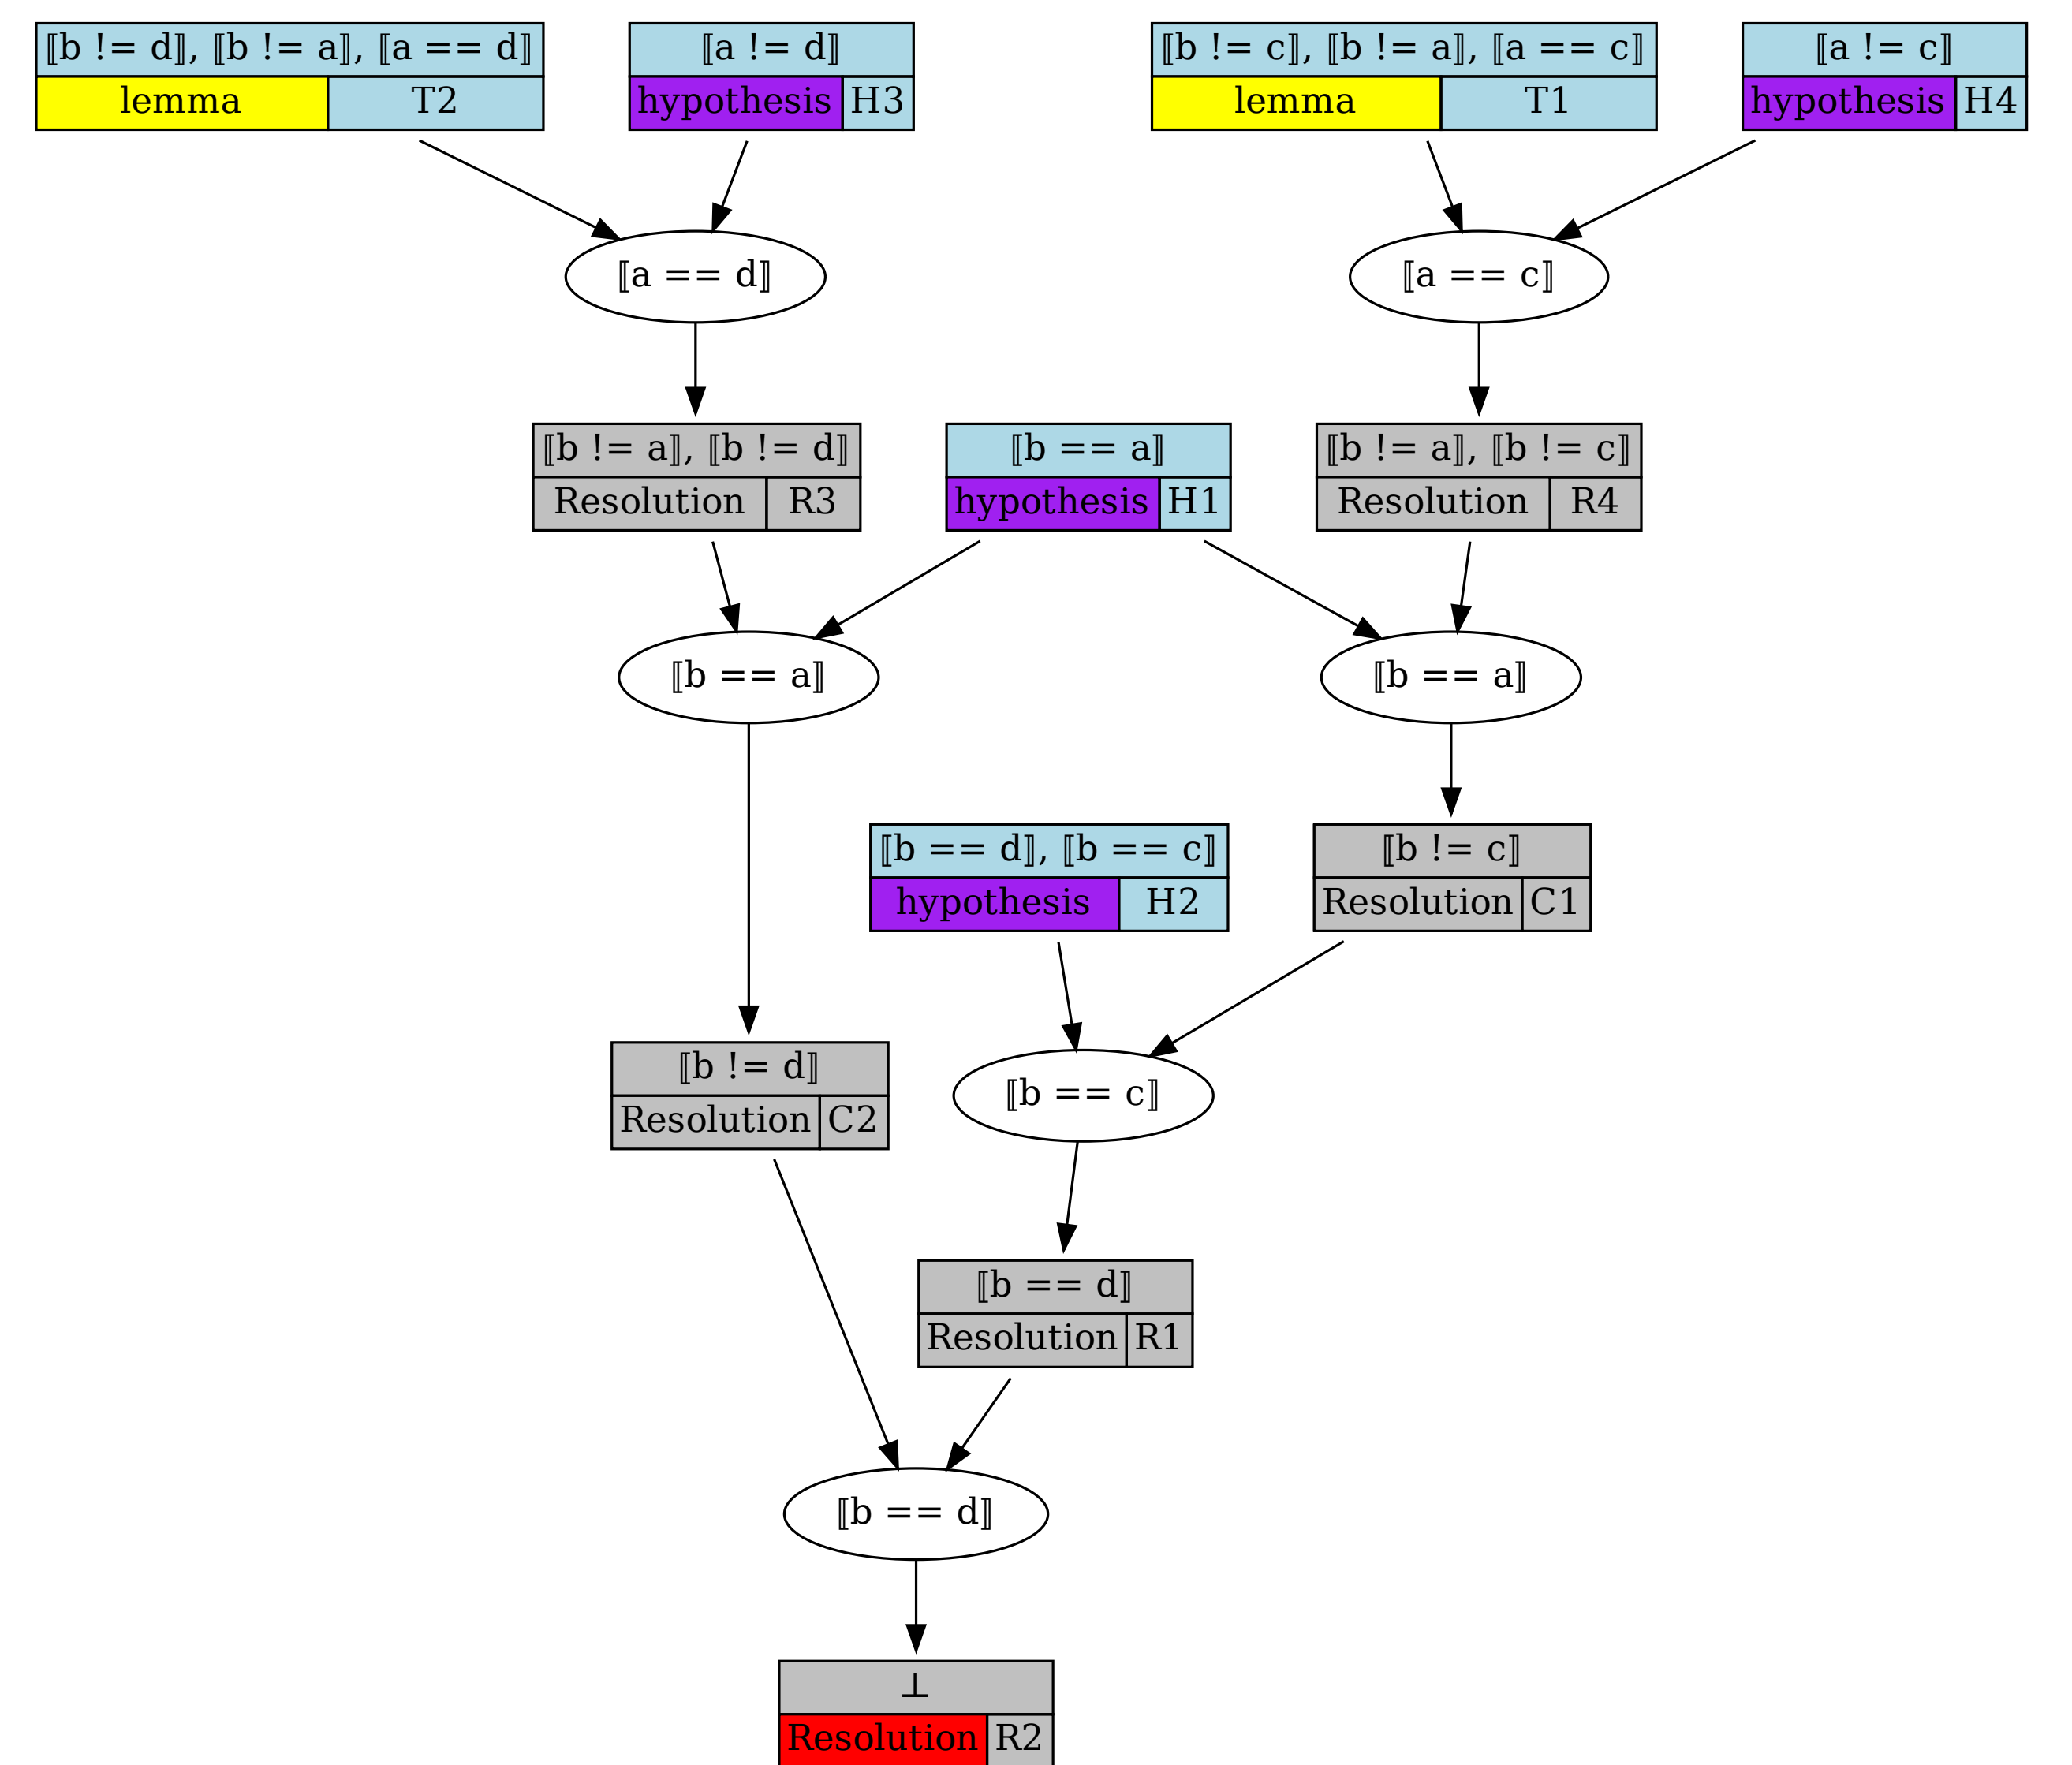 ⟦b != d⟧, ⟦b != a⟧, ⟦a == d⟧
lemma T2
⟦a != d⟧
hypothesis H3
⟦b != c⟧, ⟦b != a⟧, ⟦a == c⟧
lemma T1
⟦a != c⟧
hypothesis H4
⟦a == d⟧
⟦a == c⟧
⟦b != a⟧, ⟦b != d⟧
Resolution R3
⟦b == a⟧
hypothesis H1
⟦b != a⟧, ⟦b != c⟧
Resolution R4
⟦b == a⟧
⟦b == a⟧
⟦b == d⟧, ⟦b == c⟧
hypothesis H2
⟦b != c⟧
Resolution C1
⟦b != d⟧
Resolution C2
⟦b == c⟧
⟦b == d⟧
Resolution R1
⟦b == d⟧
⊥
Resolution R2